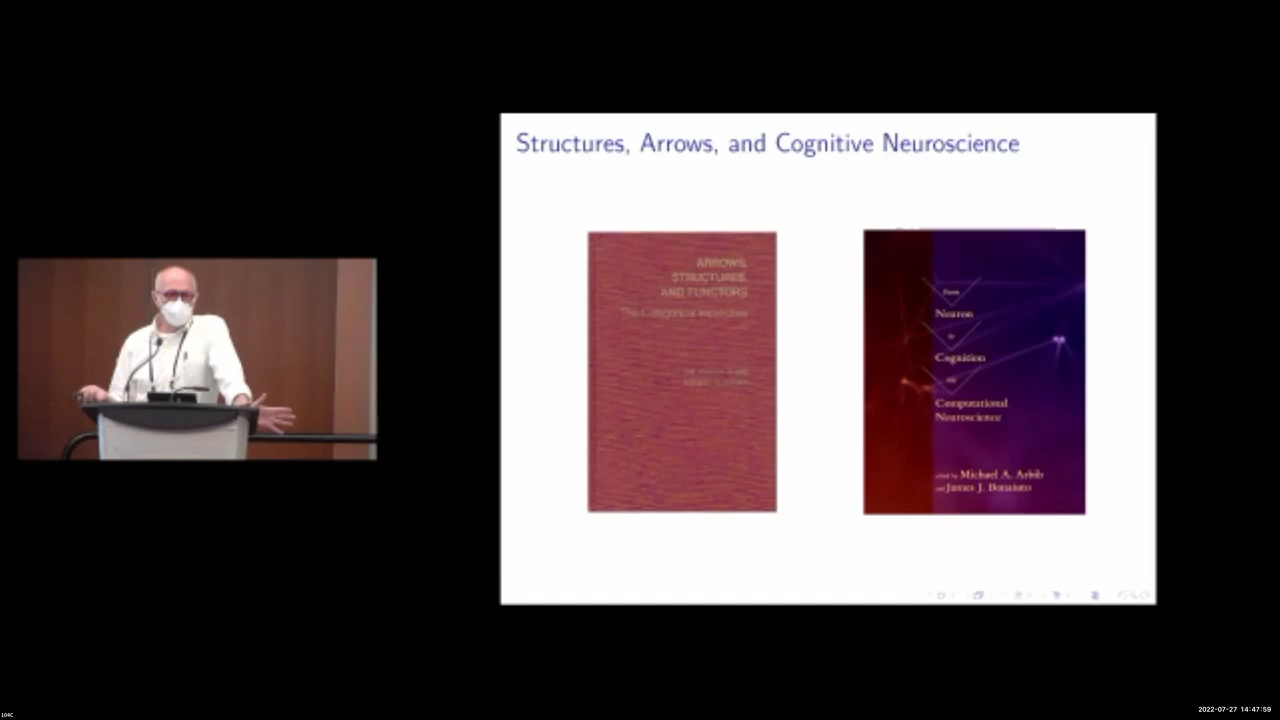 Structures, Arrows, and Cognitive Neuroscience
ARROWS,
STRUCTURES,
AND FUNCTORS
The Categorical Imperative
From
Neuron
to
Cognition
via
Computational
Neuroscience
edited by Michael A. Arbib
and James J. Bonaiuto
104C
2022-07-27 14:47:59